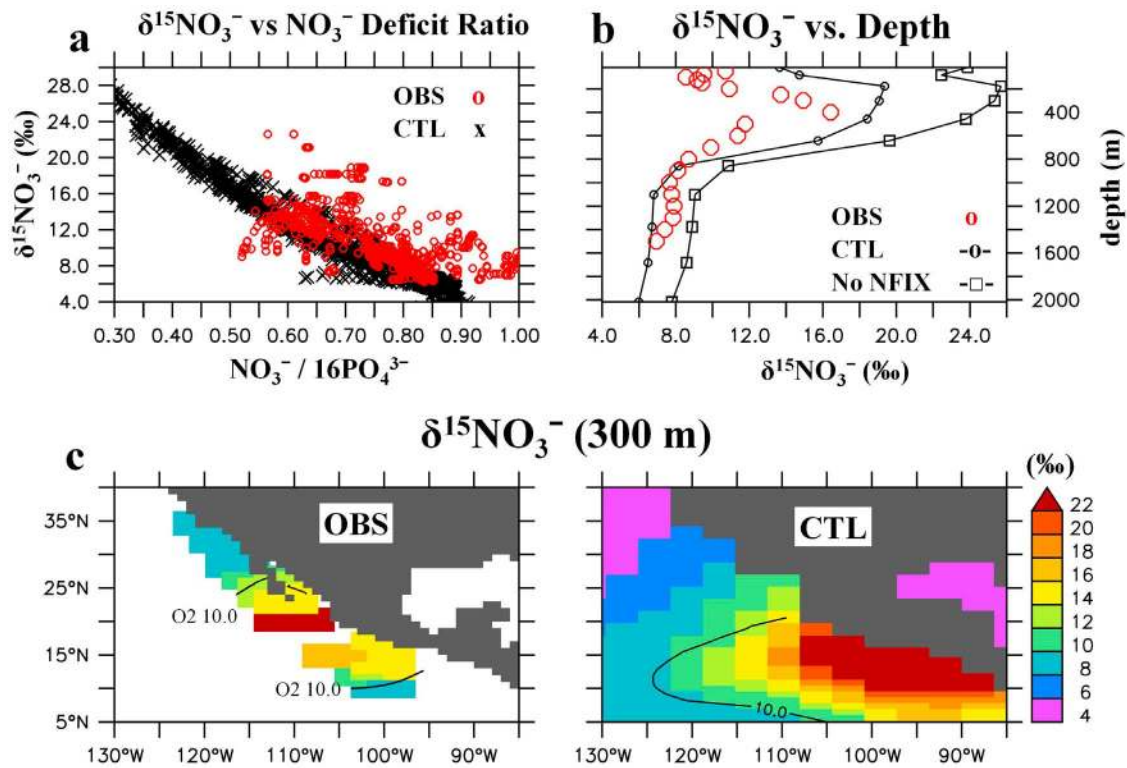 δ¹⁵NO₃⁻ vs NO₃⁻ Deficit Ratio
a
OBS o
CTL x
28.0
24.0
20.0
16.0
12.0
8.0
4.0
δ¹⁵NO₃⁻ (‰)
0.30 0.40 0.50 0.60 0.70 0.80 0.90 1.00
NO₃⁻ / 16PO₄³⁻
δ¹⁵NO₃⁻ vs. Depth
b
OBS o
CTL -o-
No NFIX -□-
400
800
1200
1600
2000
depth (m)
4.0 8.0 12.0 16.0 20.0 24.0
δ¹⁵NO₃⁻ (‰)
δ¹⁵NO₃⁻ (300 m)
c
OBS
O2 10.0
O2 10.0
35°N
25°N
15°N
5°N
130°W 120°W 110°W 100°W 90°W
CTL
10.0
130°W 120°W 110°W 100°W 90°W
(‰)
22
20
18
16
14
12
10
8
6
4